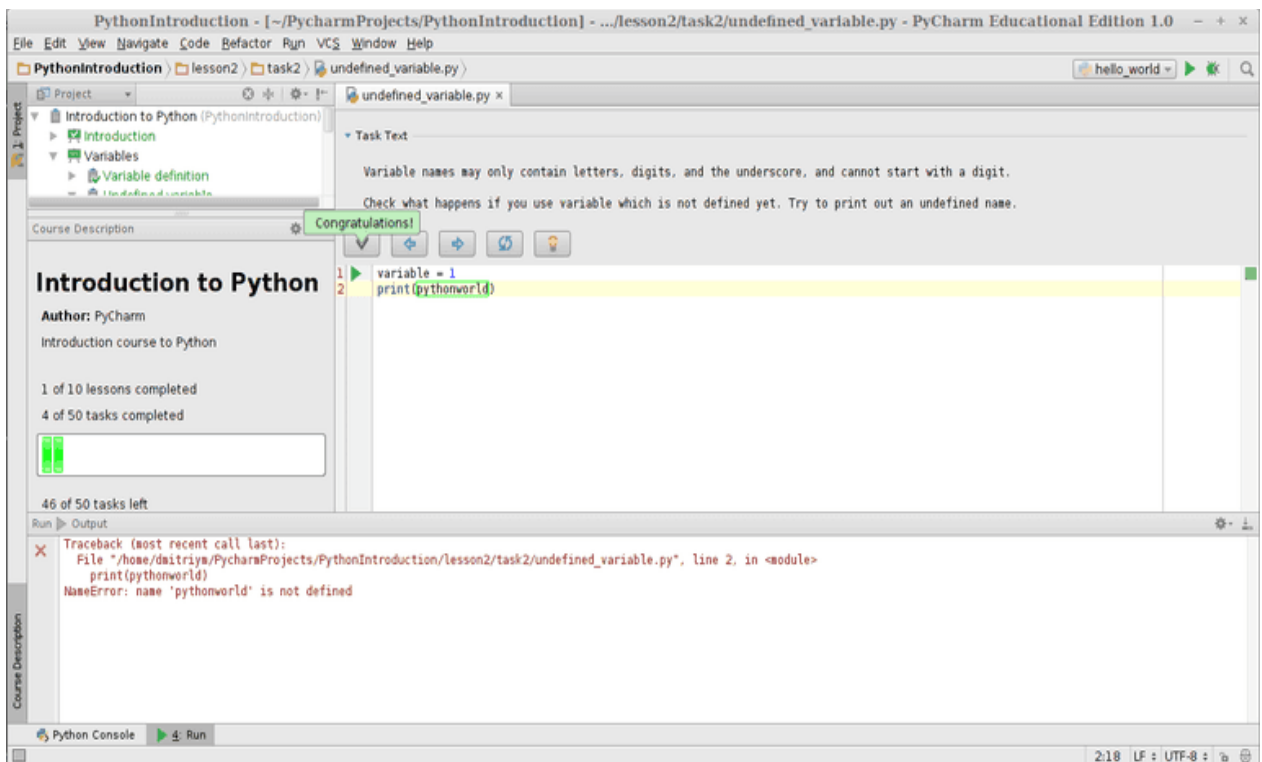 PythonIntroduction - [~/PycharmProjects/PythonIntroduction] - .../lesson2/task2/undefined_variable.py - PyCharm Educational Edition 1.0
File Edit View Navigate Code Refactor Run VCS Window Help
PythonIntroduction lesson2 task2 undefined_variable.py hello_world
1: Project
Project
undefined_variable.py
Introduction to Python (PythonIntroduction)
Introduction
Variables
Variable definition
Undefined variable
Task Text
Variable names may only contain letters, digits, and the underscore, and cannot start with a digit.
Check what happens if you use variable which is not defined yet. Try to print out an undefined name.
Congratulations!
Course Description
Introduction to Python
Author: PyCharm
Introduction course to Python
1 of 10 lessons completed
4 of 50 tasks completed
46 of 50 tasks left
1 variable = 1
2 print(pythonworld)
Run Output
Traceback (most recent call last):
File "/home/dmitriym/PycharmProjects/PythonIntroduction/lesson2/task2/undefined_variable.py", line 2, in <module>
print(pythonworld)
NameError: name 'pythonworld' is not defined
Course Description
Python Console 4: Run
2:18 LF UTF-8